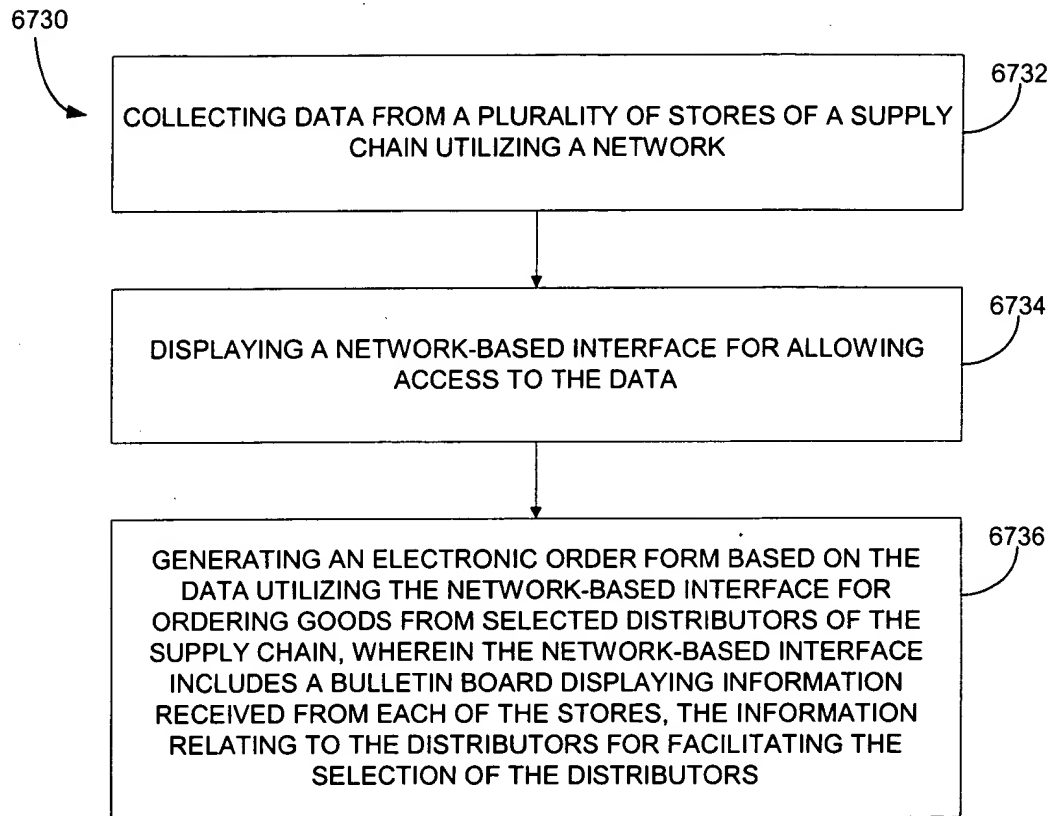 6730
6732
COLLECTING DATA FROM A PLURALITY OF STORES OF A SUPPLY
CHAIN UTILIZING A NETWORK
6734
DISPLAYING A NETWORK-BASED INTERFACE FOR ALLOWING
ACCESS TO THE DATA
6736
GENERATING AN ELECTRONIC ORDER FORM BASED ON THE
DATA UTILIZING THE NETWORK-BASED INTERFACE FOR
ORDERING GOODS FROM SELECTED DISTRIBUTORS OF THE
SUPPLY CHAIN, WHEREIN THE NETWORK-BASED INTERFACE
INCLUDES A BULLETIN BOARD DISPLAYING INFORMATION
RECEIVED FROM EACH OF THE STORES, THE INFORMATION
RELATING TO THE DISTRIBUTORS FOR FACILITATING THE
SELECTION OF THE DISTRIBUTORS